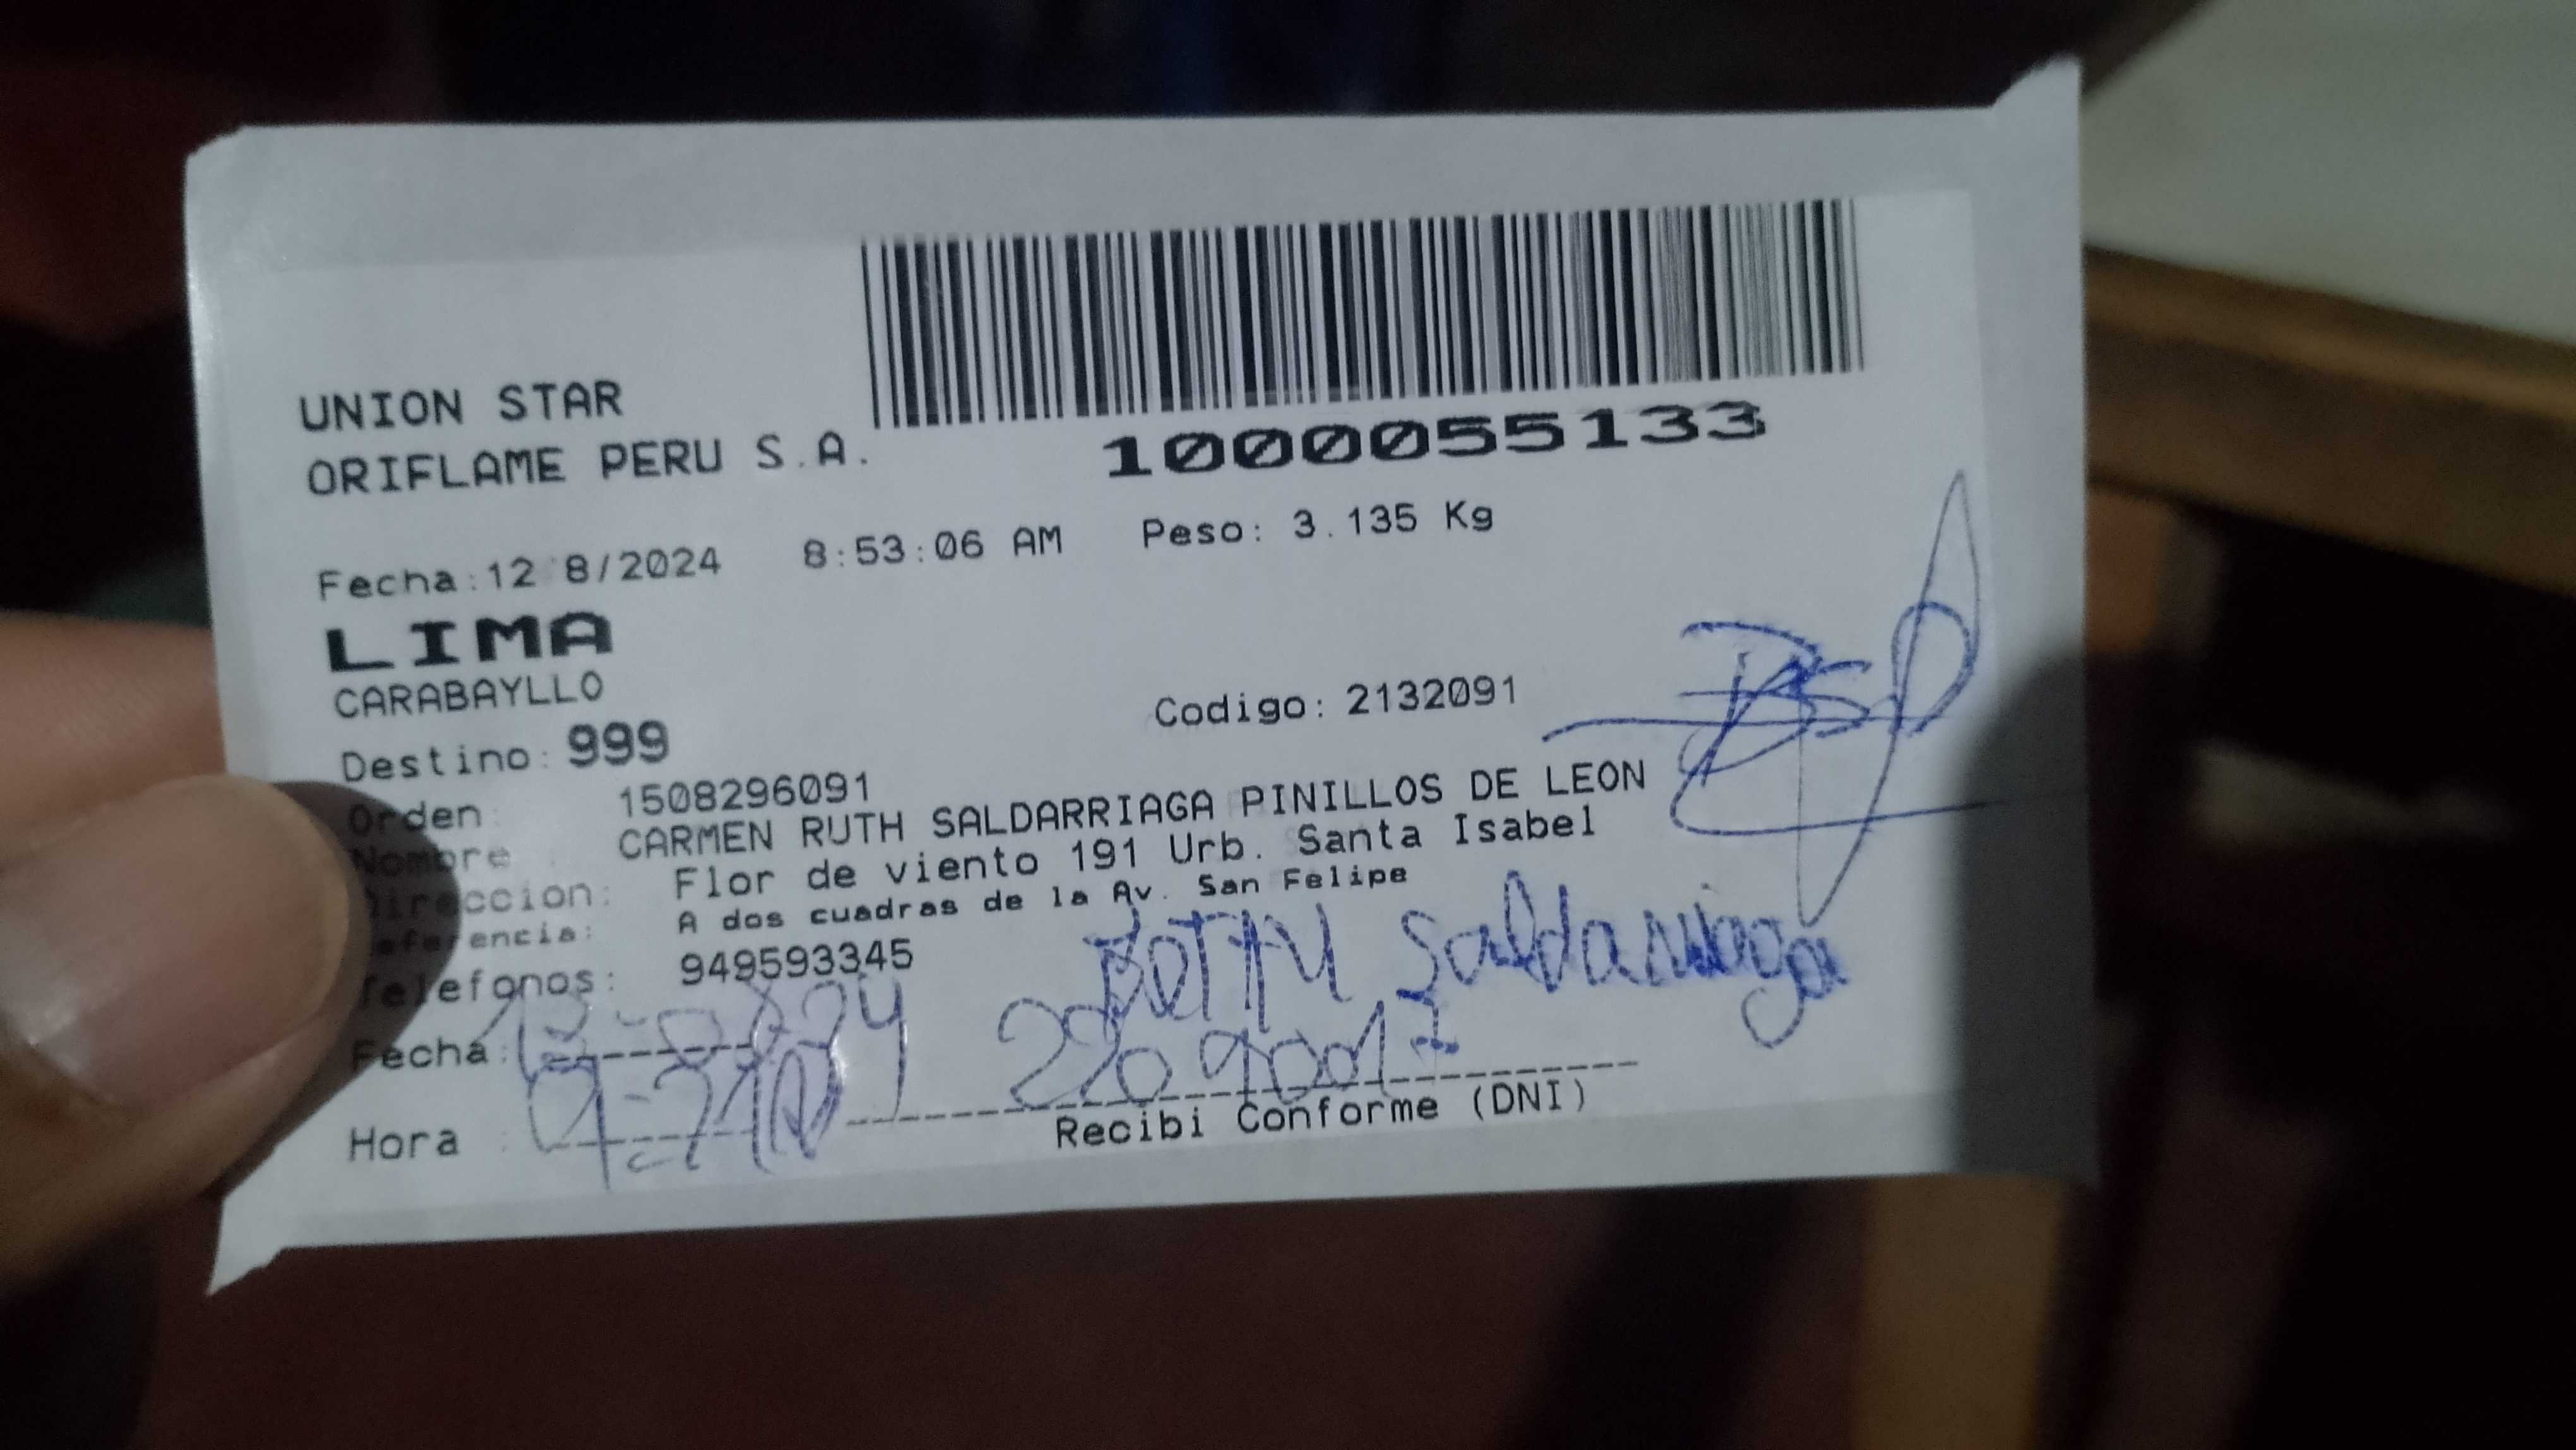 UNION STAR
ORIFLAME PERU S.A.
1000055133
Fecha:12 8/2024 8:53:06 AM Peso: 3.135 Kg
LIMA
CARABAYLLO
Codigo: 2132091
Destino: 999
Orden : 1508296091
Nombre : CARMEN RUTH SALDARRIAGA PINILLOS DE LEON
Direccion: Flor de viento 191 Urb. Santa Isabel
eferencia: A dos cuadras de la Av. San Felipe
Telefonos: 949593345
Saldarriaga
Fecha:
Hora :
Recibi Conforme (DNI)